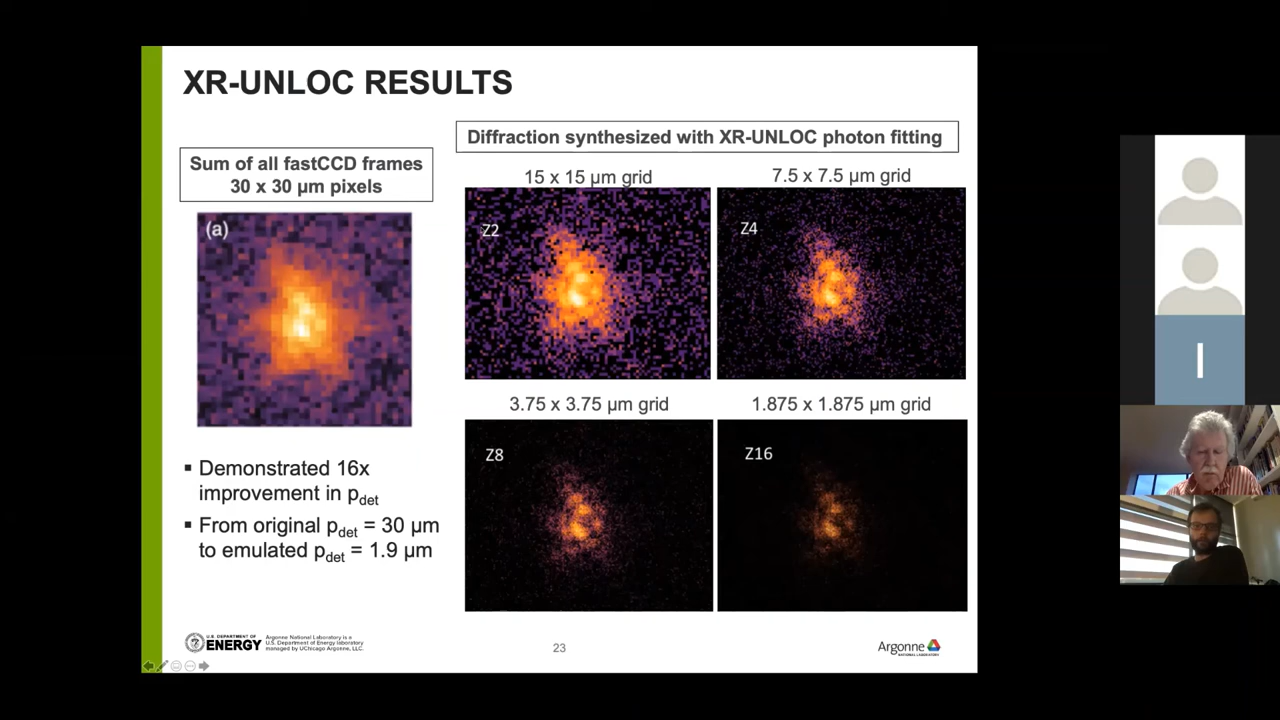 XR-UNLOC RESULTS
Sum of all fastCCD frames
30 x 30 µm pixels
(a)
▪ Demonstrated 16x
improvement in pdet
▪ From original pdet = 30 µm
to emulated pdet = 1.9 µm
Diffraction synthesized with XR-UNLOC photon fitting
15 x 15 µm grid
7.5 x 7.5 µm grid
Z2
Z4
3.75 x 3.75 µm grid
1.875 x 1.875 µm grid
Z8
Z16
U.S. DEPARTMENT OF
ENERGY
Argonne National Laboratory is a
U.S. Department of Energy laboratory
managed by UChicago Argonne, LLC.
23
Argonne
NATIONAL LABORATORY
I